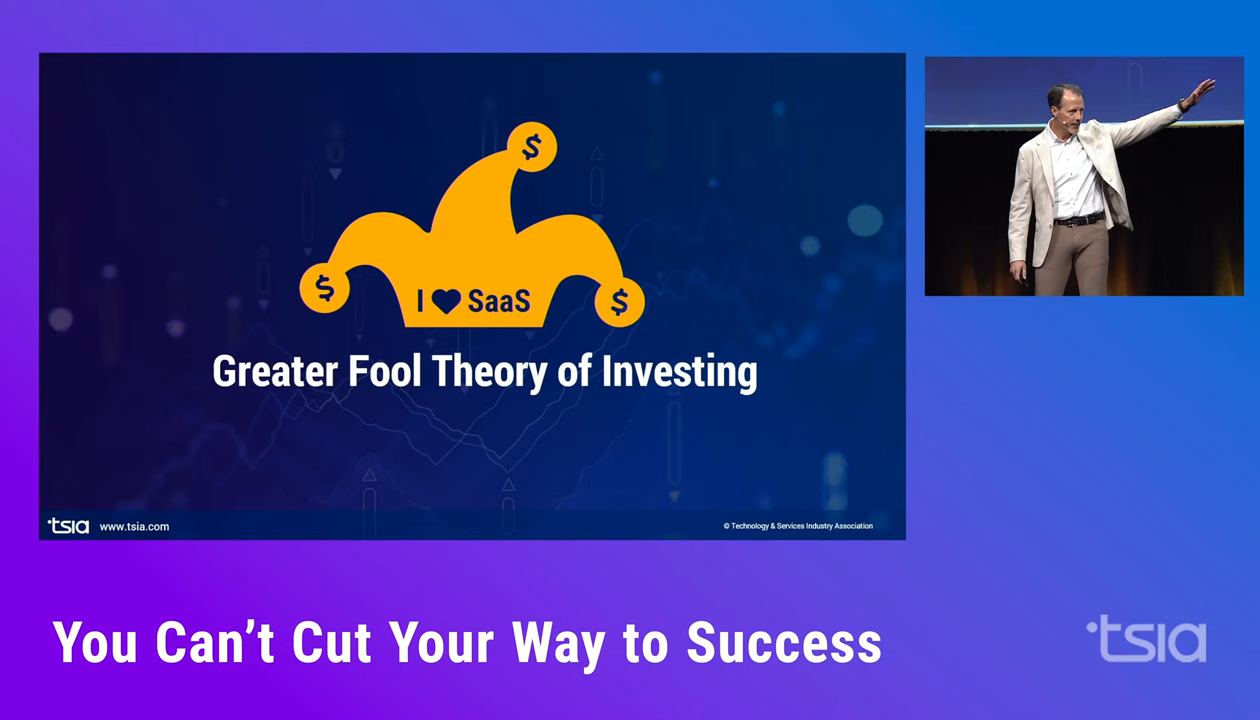 $
$
$
I ♥ SaaS
Greater Fool Theory of Investing
tsia www.tsia.com
© Technology & Services Industry Association
You Can't Cut Your Way to Success
tsia